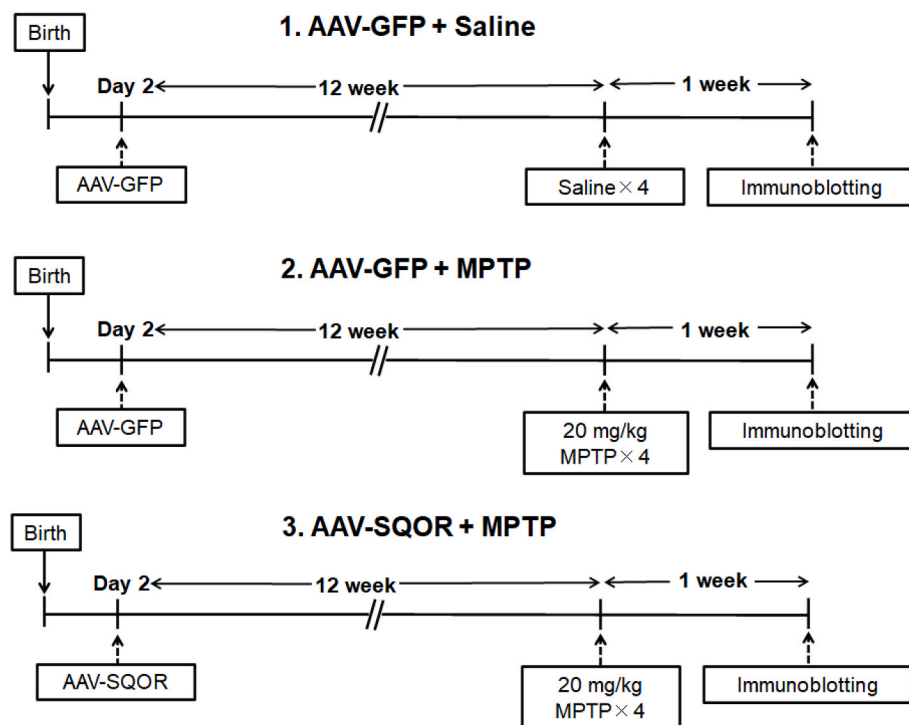 1. AAV-GFP + Saline
Birth
Day 2 12 week 1 week
AAV-GFP Saline × 4 Immunoblotting
2. AAV-GFP + MPTP
Birth
Day 2 12 week 1 week
AAV-GFP 20 mg/kg Immunoblotting
MPTP × 4
3. AAV-SQOR + MPTP
Birth
Day 2 12 week 1 week
AAV-SQOR 20 mg/kg Immunoblotting
MPTP × 4